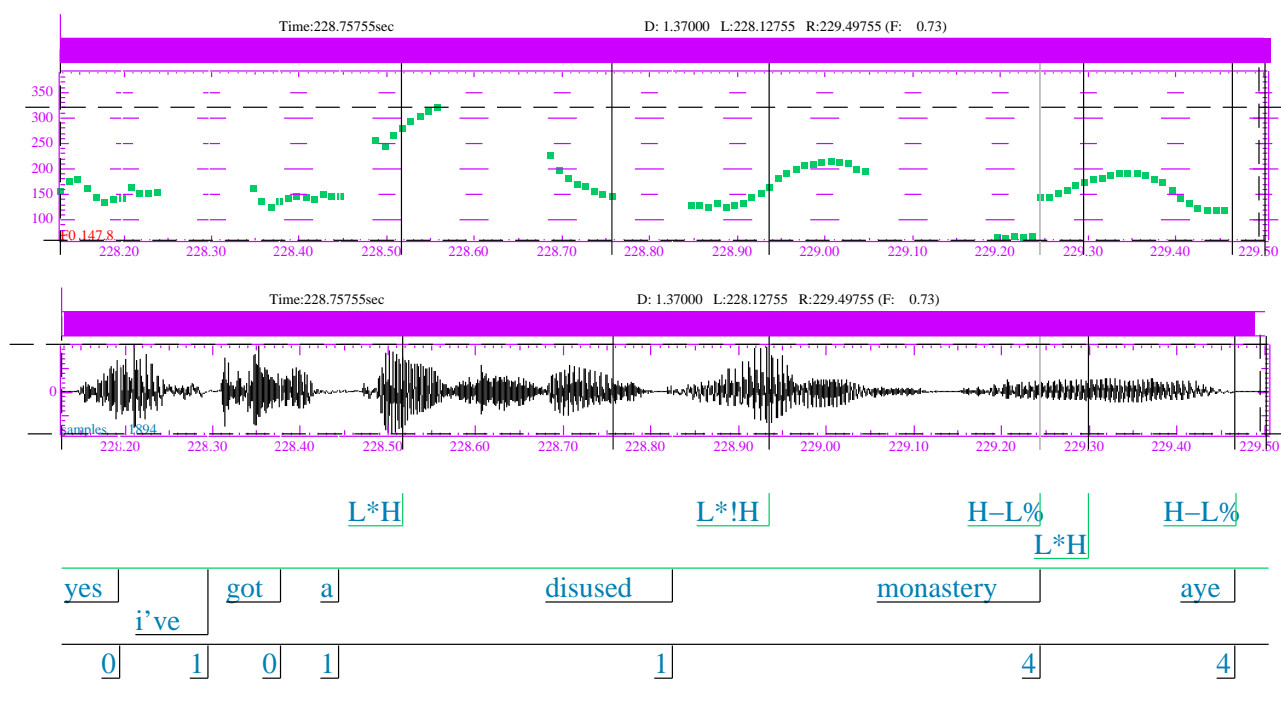 Time:228.75755sec D: 1.37000 L:228.12755 R:229.49755 (F: 0.73)
350
300
250
200
150
100
F0 147.8
228.20 228.30 228.40 228.50 228.60 228.70 228.80 228.90 229.00 229.10 229.20 229.30 229.40 229.50
Time:228.75755sec D: 1.37000 L:228.12755 R:229.49755 (F: 0.73)
0
Samples 1894
228.20 228.30 228.40 228.50 228.60 228.70 228.80 228.90 229.00 229.10 229.20 229.30 229.40 229.50
L*H L*!H H−L% H−L%
L*H
yes got a disused monastery aye
i've
0 1 0 1 1 4 4